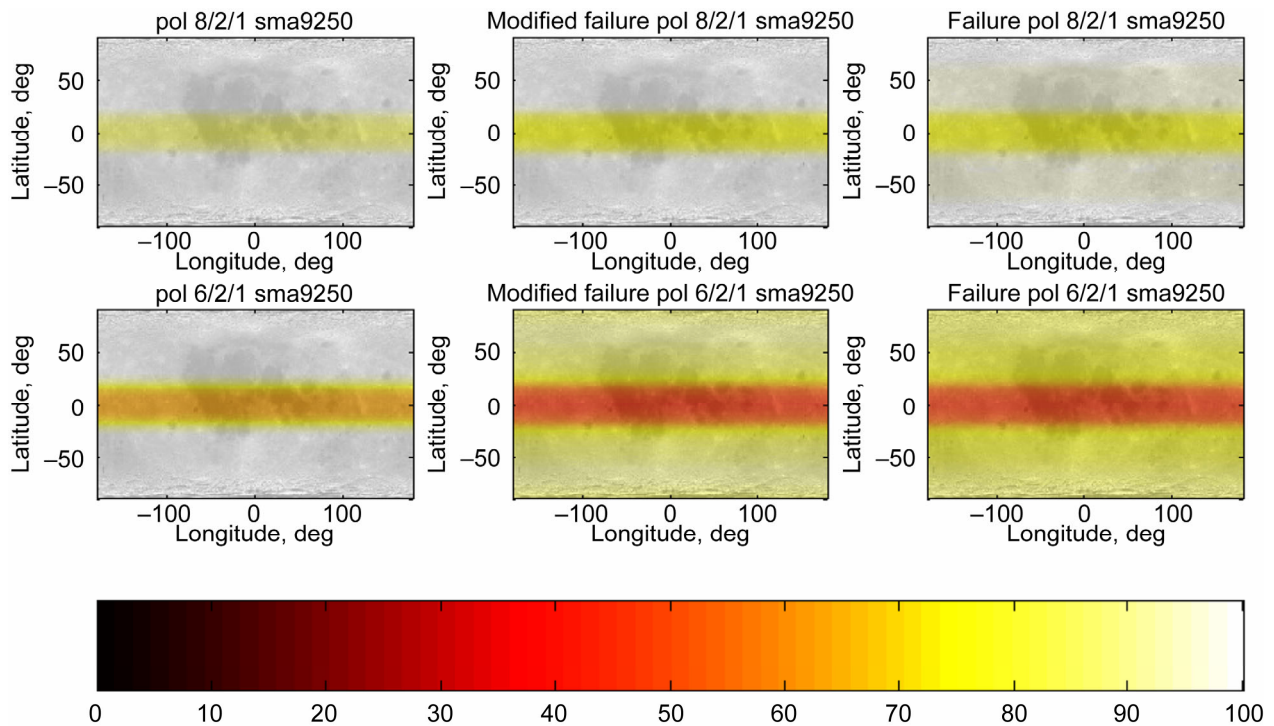 pol 8/2/1 sma9250 Modified failure pol 8/2/1 sma9250 Failure pol 8/2/1 sma9250
Latitude, deg Latitude, deg Latitude, deg
50 50 50
0 0 0
–50 –50 –50
–100 0 100 –100 0 100 –100 0 100
Longitude, deg Longitude, deg Longitude, deg
pol 6/2/1 sma9250 Modified failure pol 6/2/1 sma9250 Failure pol 6/2/1 sma9250
Latitude, deg Latitude, deg Latitude, deg
50 50 50
0 0 0
–50 –50 –50
–100 0 100 –100 0 100 –100 0 100
Longitude, deg Longitude, deg Longitude, deg
0 10 20 30 40 50 60 70 80 90 100